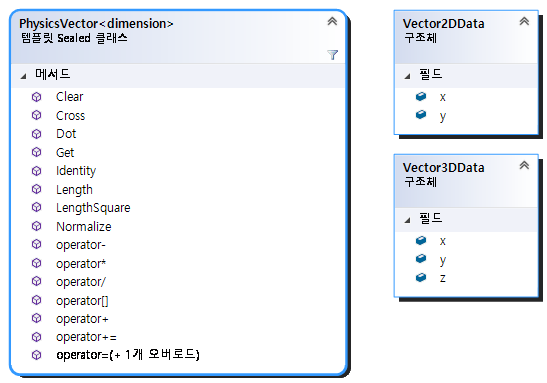 PhysicsVector<dimension>
템플릿 Sealed 클래스
메서드
Clear
Cross
Dot
Get
Identity
Length
LengthSquare
Normalize
operator-
operator*
operator/
operator[]
operator+
operator+=
operator=(+ 1개 오버로드)
Vector2DData
구조체
필드
x
y
Vector3DData
구조체
필드
x
y
z